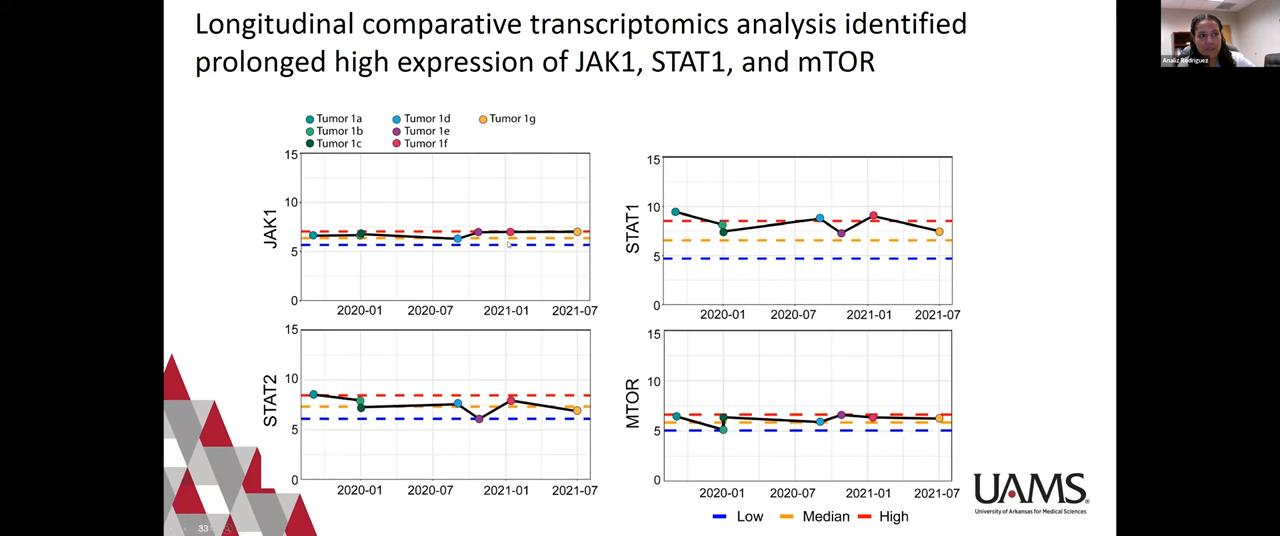 Longitudinal comparative transcriptomics analysis identified
prolonged high expression of JAK1, STAT1, and mTOR
Analiz Rodriguez
Tumor 1a
Tumor 1d
Tumor 1g
Tumor 1b
Tumor 1e
Tumor 1c
Tumor 1f
JAK1
15
10
5
0
2020-01
2020-07
2021-01
2021-07
STAT1
15
10
5
0
2020-01
2020-07
2021-01
2021-07
STAT2
15
10
5
0
2020-01
2020-07
2021-01
2021-07
MTOR
15
10
5
0
2020-01
2020-07
2021-01
2021-07
Low
Median
High
UAMS®
University of Arkansas for Medical Sciences
33